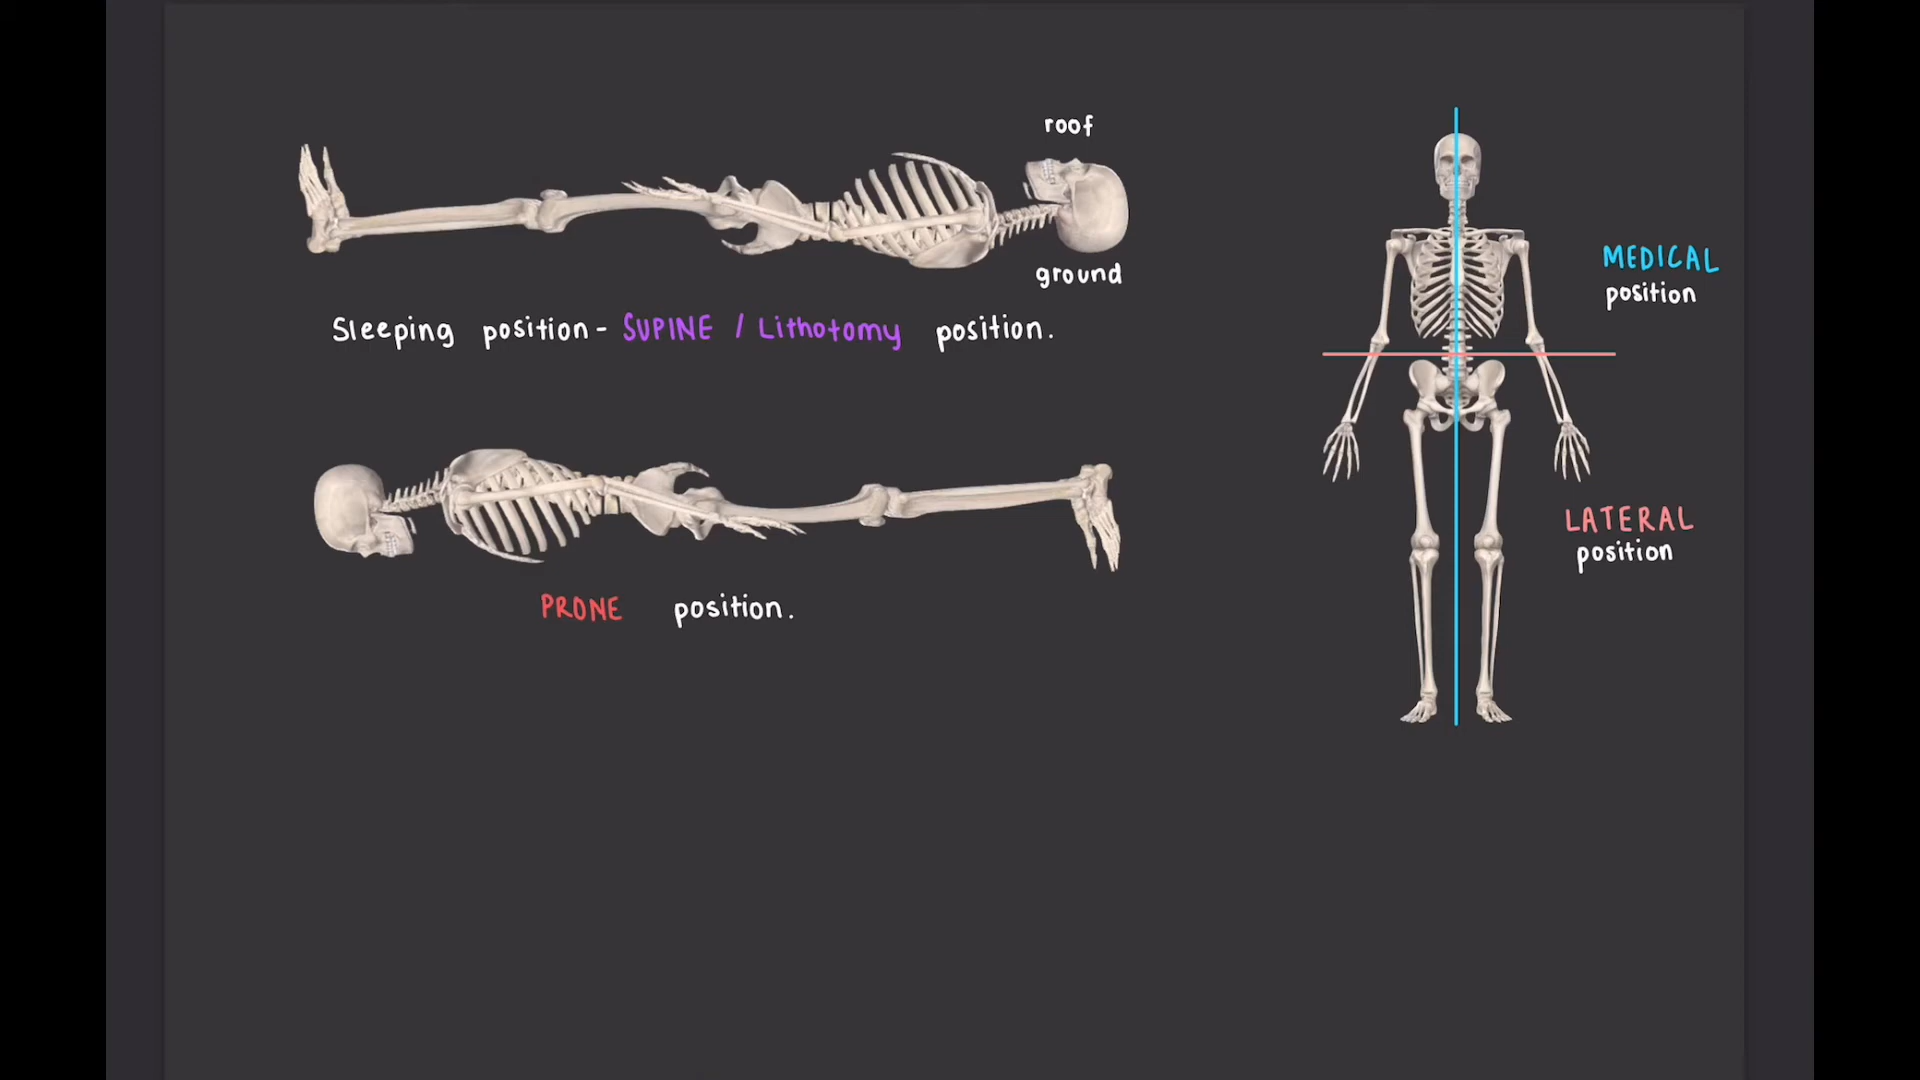 roof
ground
Sleeping position - SUPINE / Lithotomy position.
PRONE position.
MEDICAL
position
LATERAL
position